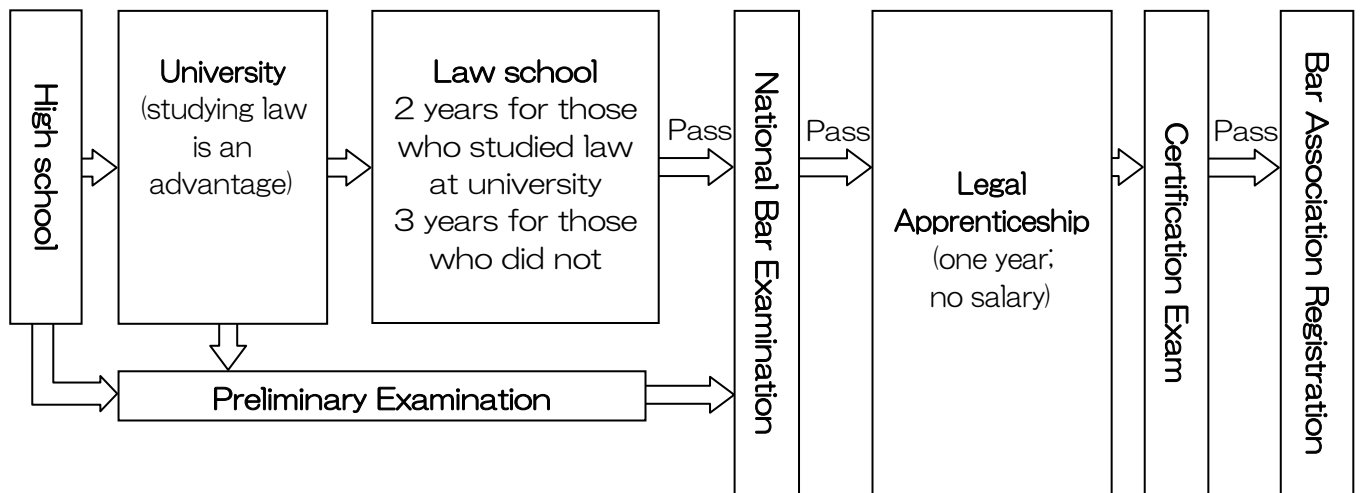 High school
University
(studying law
is an
advantage)
Law school
2 years for those
who studied law
at university
3 years for those
who did not
Pass
National Bar Examination
Pass
Legal
Apprenticeship
(one year;
no salary)
Certification Exam
Pass
Bar Association Registration
Preliminary Examination